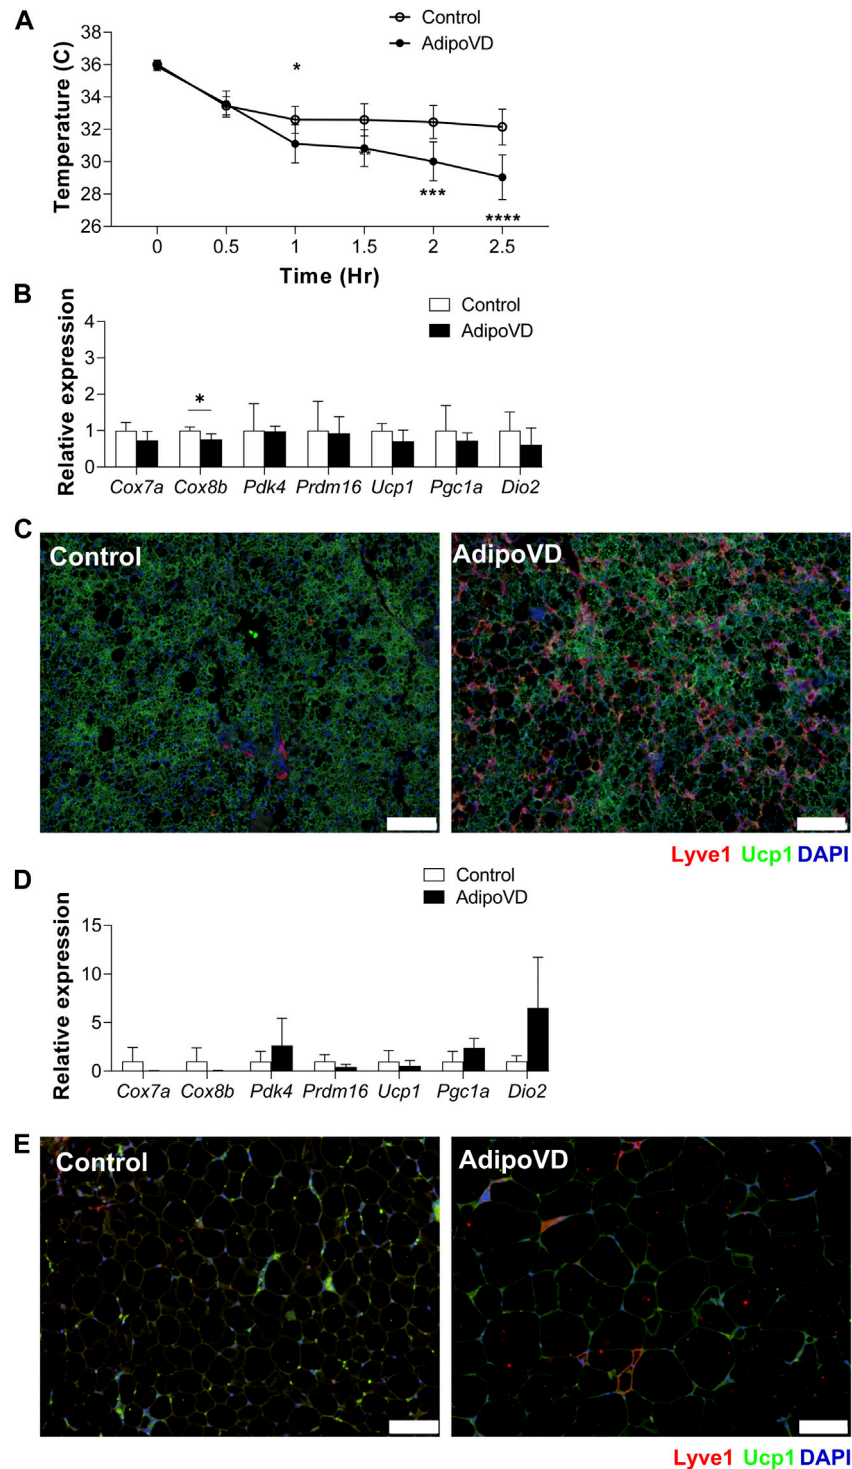 A
Control
AdipoVD
Temperature (C)
38
36
34
32
30
28
26
*
**
***
****
0 0.5 1 1.5 2 2.5
Time (Hr)
B
Control
AdipoVD
Relative expression
4
3
2
1
0
*
Cox7a Cox8b Pdk4 Prdm16 Ucp1 Pgc1a Dio2
C
Control
AdipoVD
Lyve1 Ucp1 DAPI
D
Control
AdipoVD
Relative expression
15
10
5
0
Cox7a Cox8b Pdk4 Prdm16 Ucp1 Pgc1a Dio2
E
Control
AdipoVD
Lyve1 Ucp1 DAPI